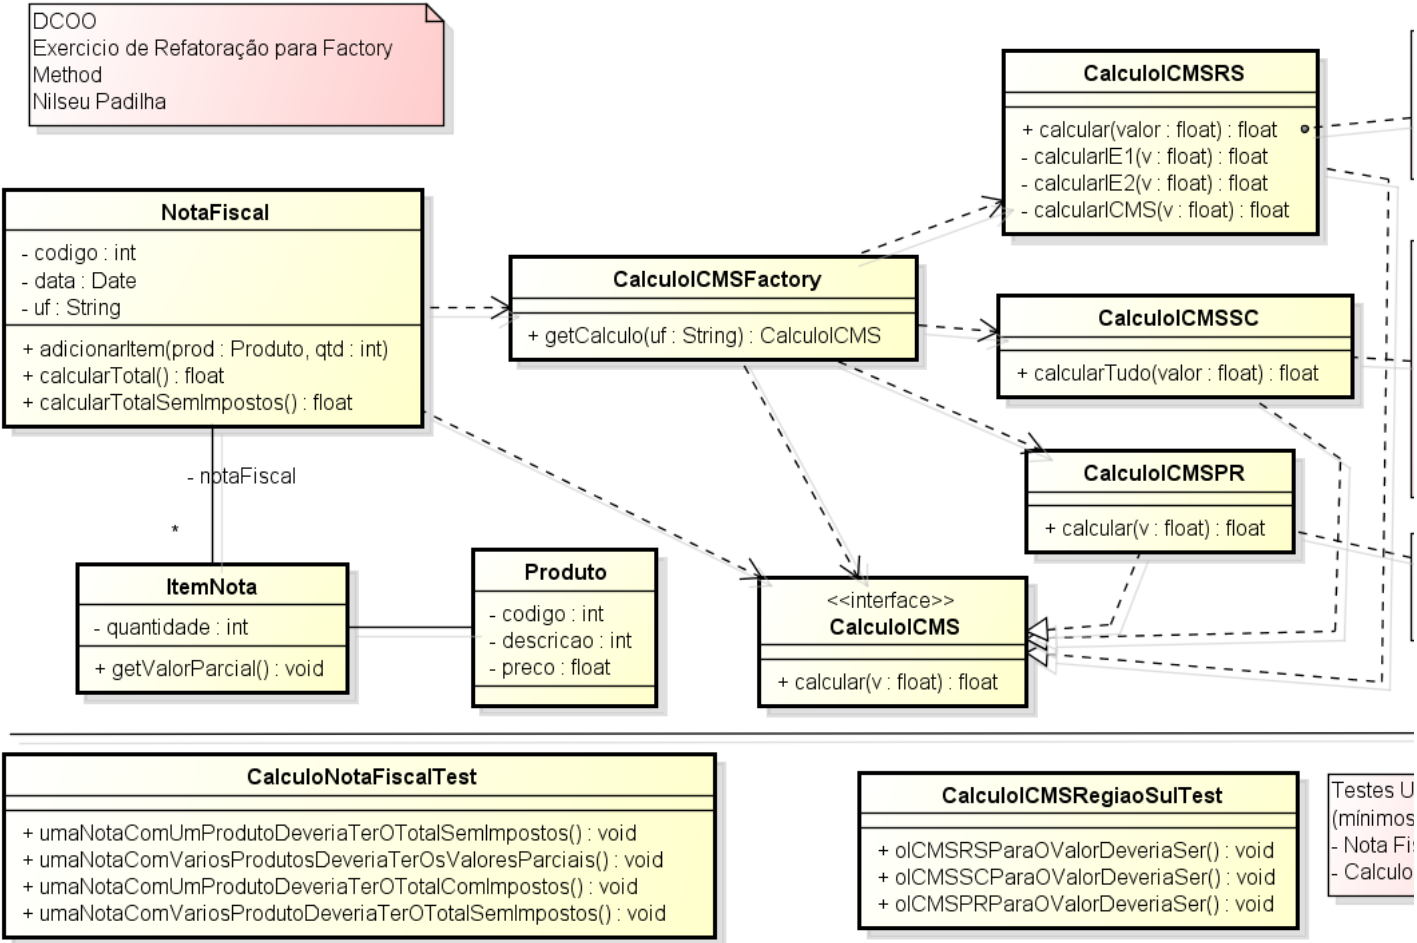 DCOO
Exercicio de Refatoração para Factory
Method
Nilseu Padilha
CalculoICMSRS
+ calcular(valor : float) : float
- calcularIE1(v : float) : float
- calcularIE2(v : float) : float
- calcularICMS(v : float) : float
NotaFiscal
- codigo : int
- data : Date
- uf : String
+ adicionarItem(prod : Produto, qtd : int)
+ calcularTotal() : float
+ calcularTotalSemImpostos() : float
CalculoICMSFactory
+ getCalculo(uf : String) : CalculoICMS
CalculoICMSSC
+ calcularTudo(valor : float) : float
CalculoICMSPR
+ calcular(v : float) : float
- notaFiscal
*
ItemNota
- quantidade : int
+ getValorParcial() : void
Produto
- codigo : int
- descricao : int
- preco : float
<<interface>>
CalculoICMS
+ calcular(v : float) : float
CalculoNotaFiscalTest
+ umaNotaComUmProdutoDeveriaTerOTotalSemImpostos() : void
+ umaNotaComVariosProdutosDeveriaTerOsValoresParciais() : void
+ umaNotaComUmProdutoDeveriaTerOTotalComImpostos() : void
+ umaNotaComVariosProdutoDeveriaTerOTotalSemImpostos() : void
CalculoICMSRegiaoSulTest
+ oICMSRSParaOValorDeveriaSer() : void
+ oICMSSCParaOValorDeveriaSer() : void
+ oICMSPRParaOValorDeveriaSer() : void
Testes U
(mínimos
- Nota Fis
- Calculo